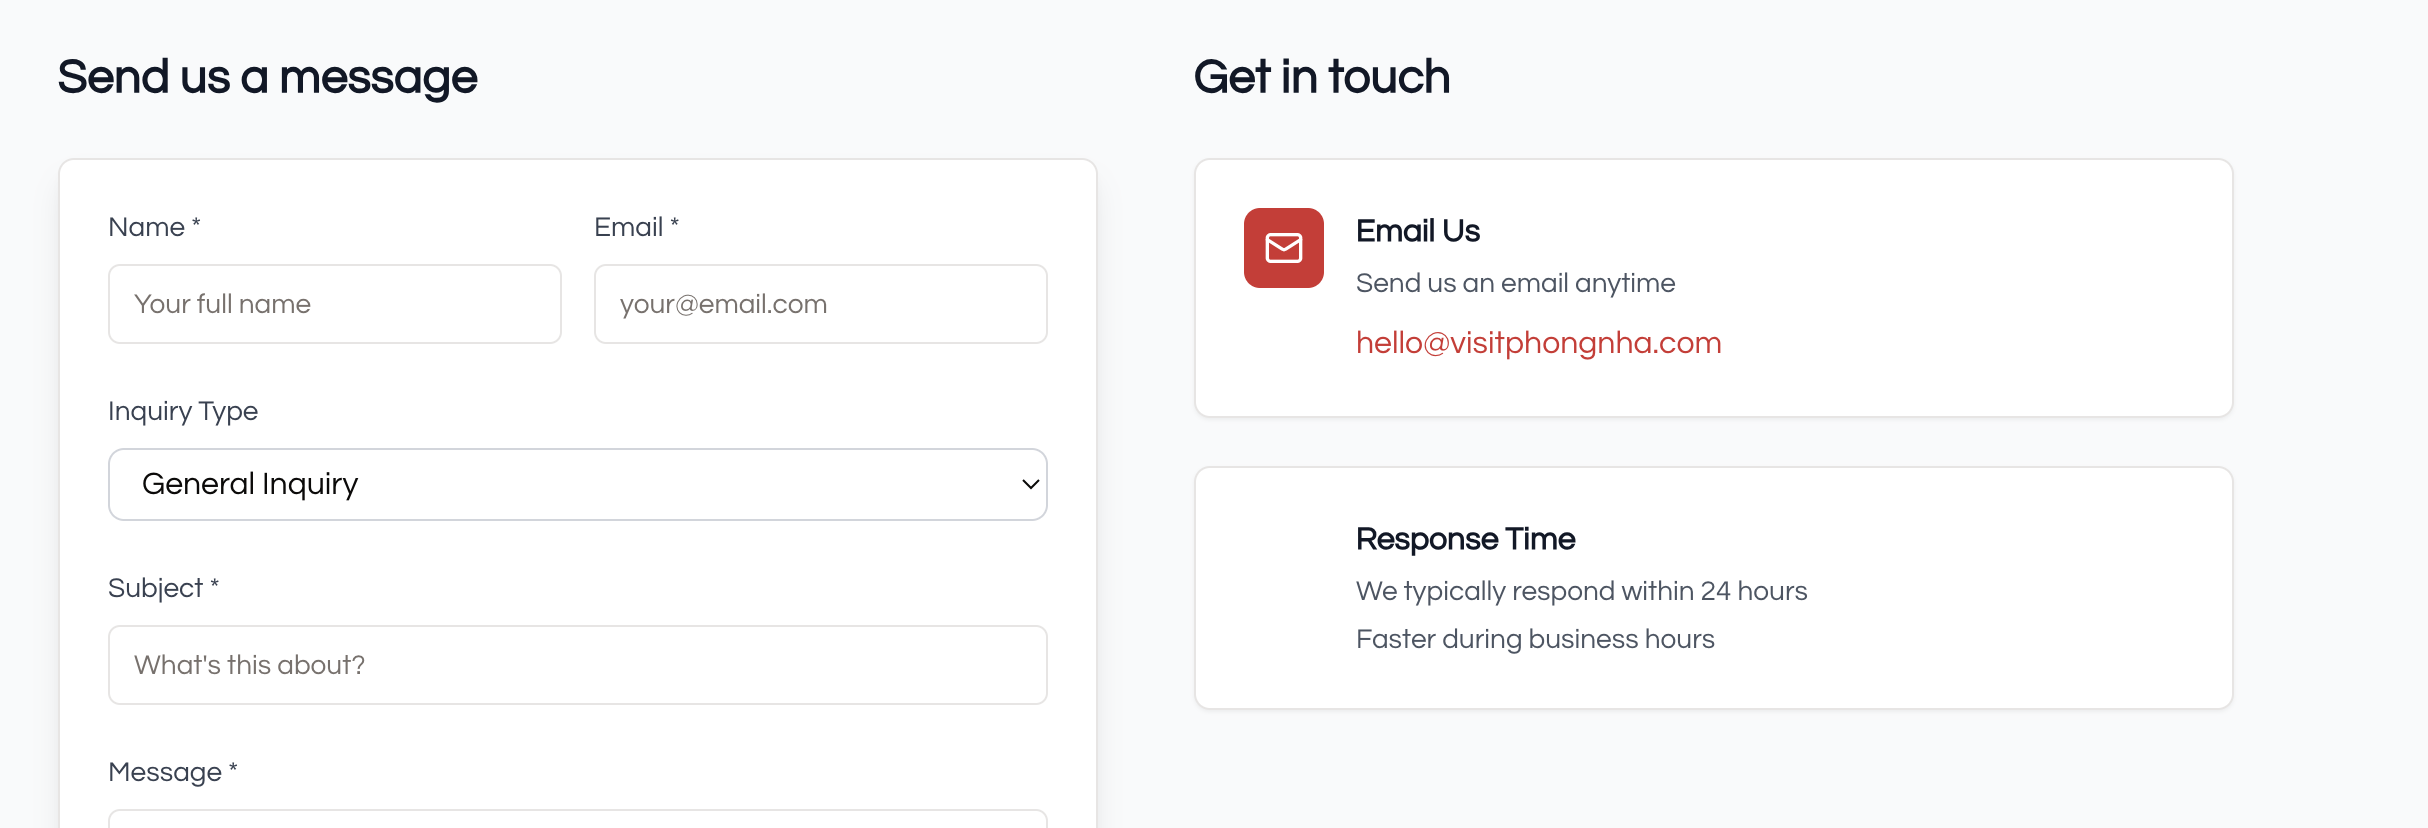 Send us a message
Name *
Email *
Your full name
your@email.com
Inquiry Type
General Inquiry
Subject *
What's this about?
Message *
Get in touch
Email Us
Send us an email anytime
hello@visitphongnha.com
Response Time
We typically respond within 24 hours
Faster during business hours